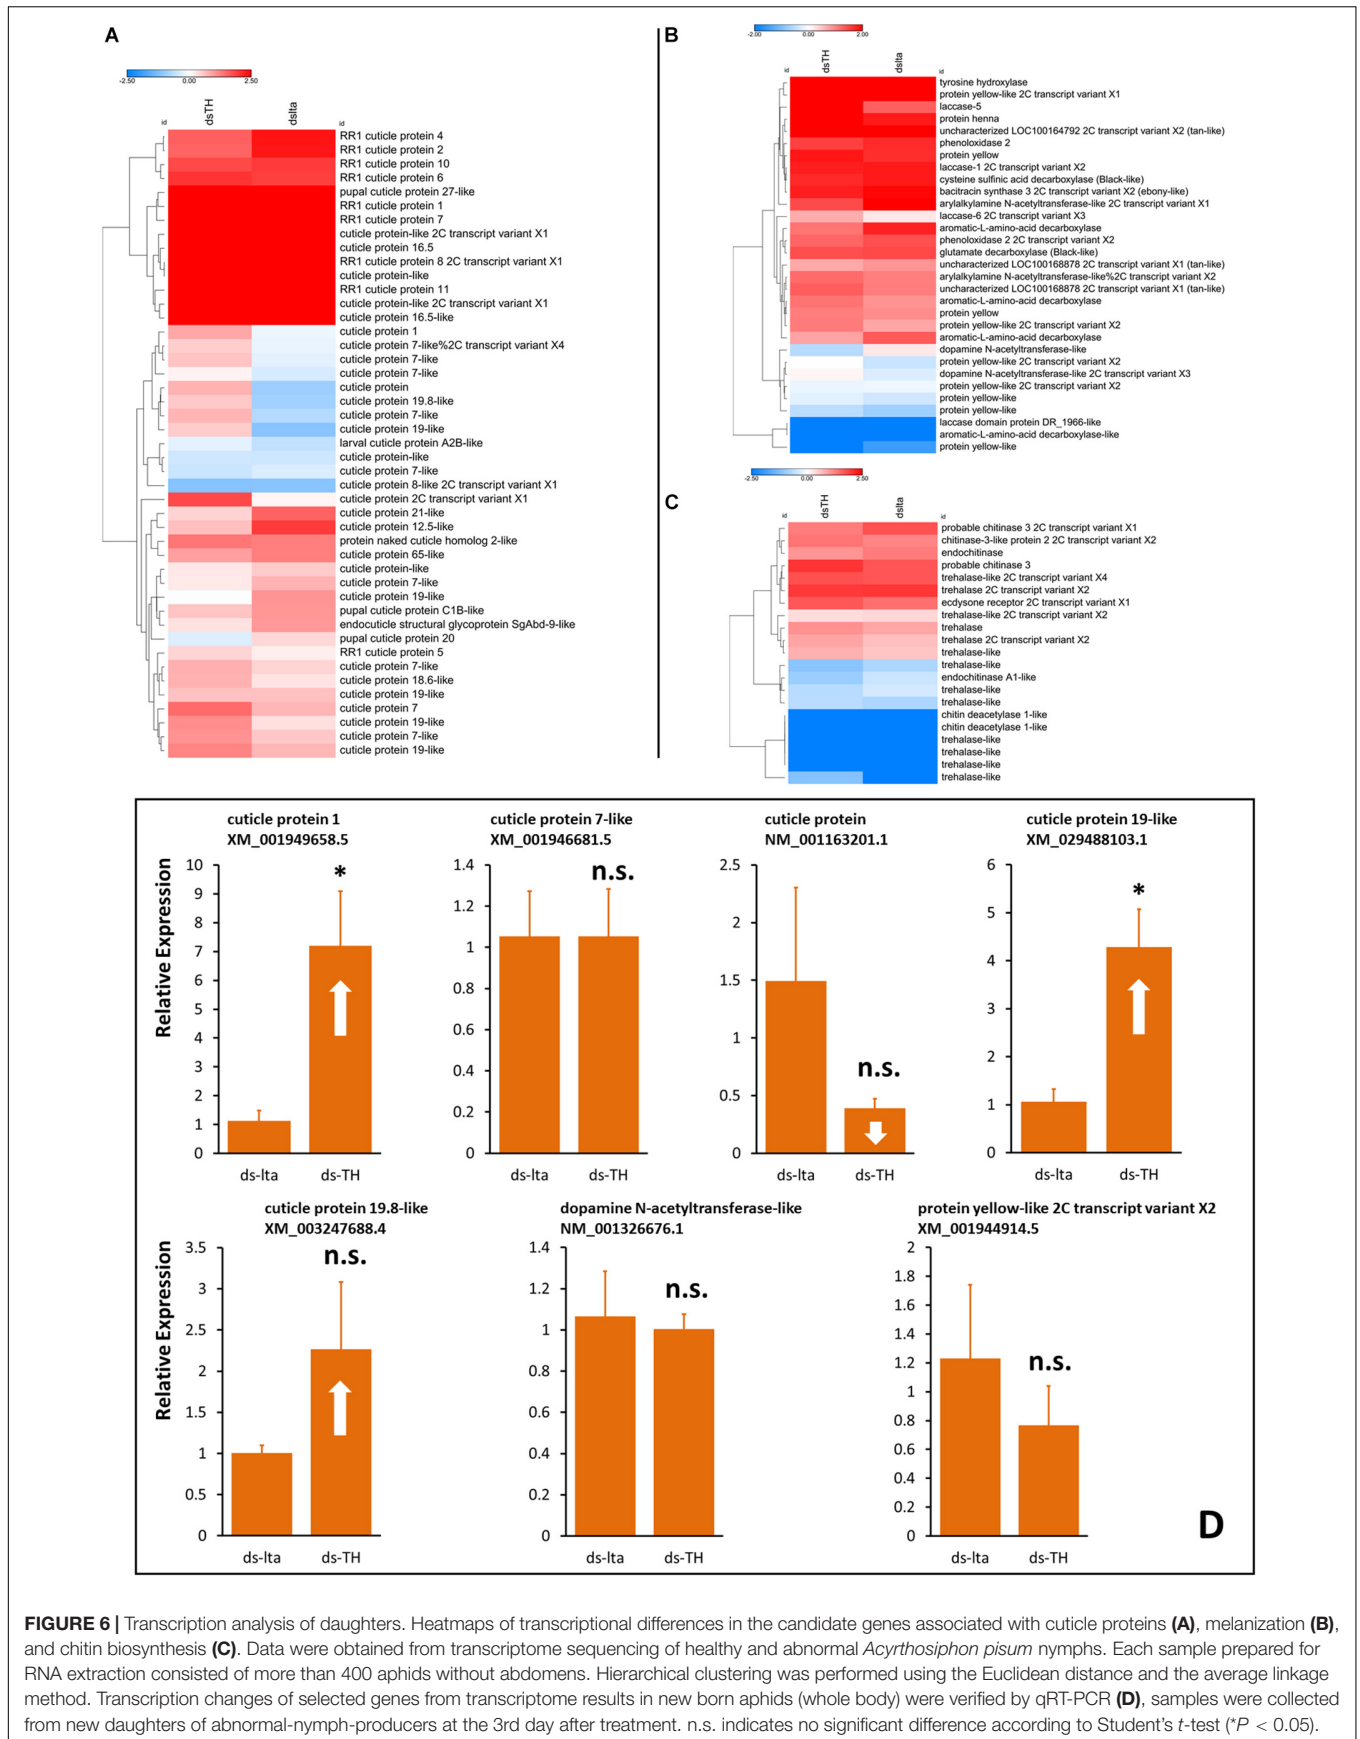 A
-2.50 0.00 2.50
dsTH
dslta
id
id
RR1 cuticle protein 4
RR1 cuticle protein 2
RR1 cuticle protein 10
RR1 cuticle protein 6
pupal cuticle protein 27-like
RR1 cuticle protein 1
RR1 cuticle protein 7
cuticle protein-like 2C transcript variant X1
cuticle protein 16.5
RR1 cuticle protein 8 2C transcript variant X1
cuticle protein-like
RR1 cuticle protein 11
cuticle protein-like 2C transcript variant X1
cuticle protein 16.5-like
cuticle protein 1
cuticle protein 7-like%2C transcript variant X4
cuticle protein 7-like
cuticle protein 7-like
cuticle protein
cuticle protein 19.8-like
cuticle protein 7-like
cuticle protein 19-like
larval cuticle protein A2B-like
cuticle protein-like
cuticle protein 7-like
cuticle protein 8-like 2C transcript variant X1
cuticle protein 2C transcript variant X1
cuticle protein 21-like
cuticle protein 12.5-like
protein naked cuticle homolog 2-like
cuticle protein 65-like
cuticle protein-like
cuticle protein 7-like
cuticle protein 19-like
pupal cuticle protein C1B-like
endocuticle structural glycoprotein SgAbd-9-like
pupal cuticle protein 20
RR1 cuticle protein 5
cuticle protein 7-like
cuticle protein 18.6-like
cuticle protein 19-like
cuticle protein 7
cuticle protein 19-like
cuticle protein 7-like
cuticle protein 19-like
B
-2.00 0.00 2.00
dsTH
dslta
id
id
tyrosine hydroxylase
protein yellow-like 2C transcript variant X1
laccase-5
protein henna
uncharacterized LOC100164792 2C transcript variant X2 (tan-like)
phenoloxidase 2
protein yellow
laccase-1 2C transcript variant X2
cysteine sulfinic acid decarboxylase (Black-like)
bacitracin synthase 3 2C transcript variant X2 (ebony-like)
arylalkylamine N-acetyltransferase-like 2C transcript variant X1
laccase-6 2C transcript variant X3
aromatic-L-amino-acid decarboxylase
phenoloxidase 2 2C transcript variant X2
glutamate decarboxylase (Black-like)
uncharacterized LOC100168878 2C transcript variant X1 (tan-like)
arylalkylamine N-acetyltransferase-like%2C transcript variant X2
uncharacterized LOC100168878 2C transcript variant X1 (tan-like)
aromatic-L-amino-acid decarboxylase
protein yellow
protein yellow-like 2C transcript variant X2
aromatic-L-amino-acid decarboxylase
dopamine N-acetyltransferase-like
protein yellow-like 2C transcript variant X2
dopamine N-acetyltransferase-like 2C transcript variant X3
protein yellow-like 2C transcript variant X2
protein yellow-like
protein yellow-like
laccase domain protein DR_1966-like
aromatic-L-amino-acid decarboxylase-like
protein yellow-like
C
-2.50 0.00 2.50
dsTH
dslta
id
id
probable chitinase 3 2C transcript variant X1
chitinase-3-like protein 2 2C transcript variant X2
endochitinase
probable chitinase 3
trehalase-like 2C transcript variant X4
trehalase 2C transcript variant X2
ecdysone receptor 2C transcript variant X1
trehalase-like 2C transcript variant X2
trehalase
trehalase 2C transcript variant X2
trehalase-like
trehalase-like
endochitinase A1-like
trehalase-like
trehalase-like
chitin deacetylase 1-like
chitin deacetylase 1-like
trehalase-like
trehalase-like
trehalase-like
trehalase-like
cuticle protein 1
XM_001949658.5
Relative Expression
10
9
8
7
6
5
4
3
2
1
0
*
ds-lta ds-TH
cuticle protein 7-like
XM_001946681.5
1.4
1.2
1
0.8
0.6
0.4
0.2
0
n.s.
ds-lta ds-TH
cuticle protein
NM_001163201.1
2.5
2
1.5
1
0.5
0
n.s.
ds-lta ds-TH
cuticle protein 19-like
XM_029488103.1
6
5
4
3
2
1
0
*
ds-lta ds-TH
cuticle protein 19.8-like
XM_003247688.4
Relative Expression
3.5
3
2.5
2
1.5
1
0.5
0
n.s.
ds-lta ds-TH
dopamine N-acetyltransferase-like
NM_001326676.1
1.4
1.2
1
0.8
0.6
0.4
0.2
0
n.s.
ds-lta ds-TH
protein yellow-like 2C transcript variant X2
XM_001944914.5
2
1.8
1.6
1.4
1.2
1
0.8
0.6
0.4
0.2
0
n.s.
ds-lta ds-TH
D
FIGURE 6 | Transcription analysis of daughters. Heatmaps of transcriptional differences in the candidate genes associated with cuticle proteins (A), melanization (B),
and chitin biosynthesis (C). Data were obtained from transcriptome sequencing of healthy and abnormal Acyrthosiphon pisum nymphs. Each sample prepared for
RNA extraction consisted of more than 400 aphids without abdomens. Hierarchical clustering was performed using the Euclidean distance and the average linkage
method. Transcription changes of selected genes from transcriptome results in new born aphids (whole body) were verified by qRT-PCR (D), samples were collected
from new daughters of abnormal-nymph-producers at the 3rd day after treatment. n.s. indicates no significant difference according to Student's t-test (*P < 0.05).